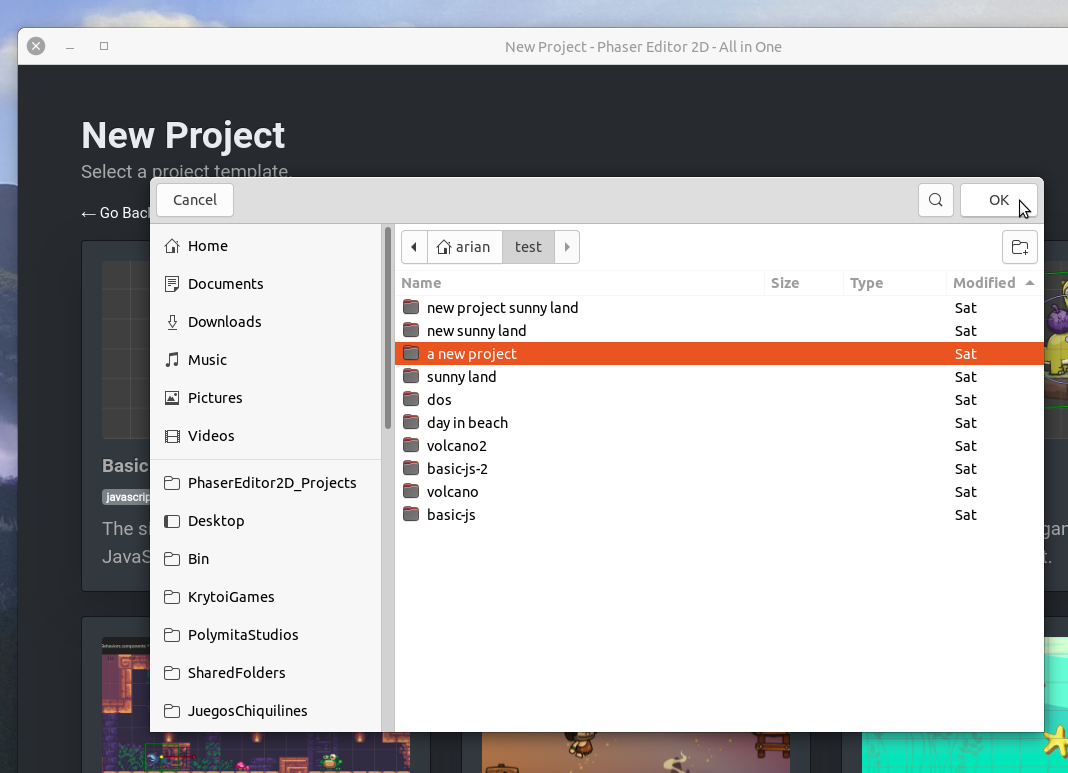 New Project - Phaser Editor 2D - All in One
New Project
Select a project template.
← Go Back
Cancel
OK
Home
Documents
Downloads
Music
Pictures
Videos
PhaserEditor2D_Projects
Desktop
Bin
KrytoiGames
PolymitaStudios
SharedFolders
JuegosChiquilines
arian
test
Name Size Type Modified
new project sunny land Sat
new sunny land Sat
a new project Sat
sunny land Sat
dos Sat
day in beach Sat
volcano2 Sat
basic-js-2 Sat
volcano Sat
basic-js Sat
Basic
javascrip
The si
JavaS